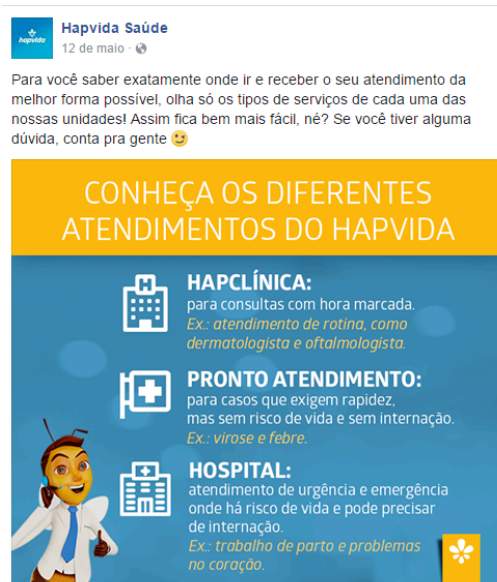 hapvida
Hapvida Saúde
12 de maio ·
Para você saber exatamente onde ir e receber o seu atendimento da
melhor forma possível, olha só os tipos de serviços de cada uma das
nossas unidades! Assim fica bem mais fácil, né? Se você tiver alguma
dúvida, conta pra gente
CONHEÇA OS DIFERENTES
ATENDIMENTOS DO HAPVIDA
H
HAPCLÍNICA:
para consultas com hora marcada.
Ex.: atendimento de rotina, como
dermatologista e oftalmologista.
PRONTO ATENDIMENTO:
para casos que exigem rapidez,
mas sem risco de vida e sem internação.
Ex.: virose e febre.
HOSPITAL:
atendimento de urgência e emergência
onde há risco de vida e pode precisar
de internação.
Ex.: trabalho de parto e problemas
no coração.